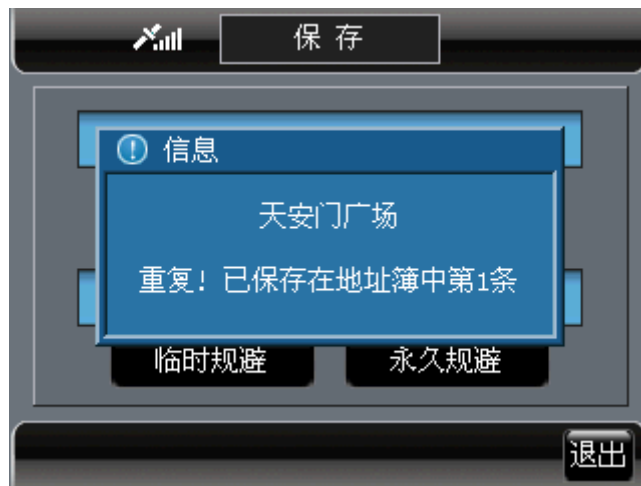 保存
信息
天安门广场
重复！已保存在地址簿中第1条
临时规避 永久规避
退出